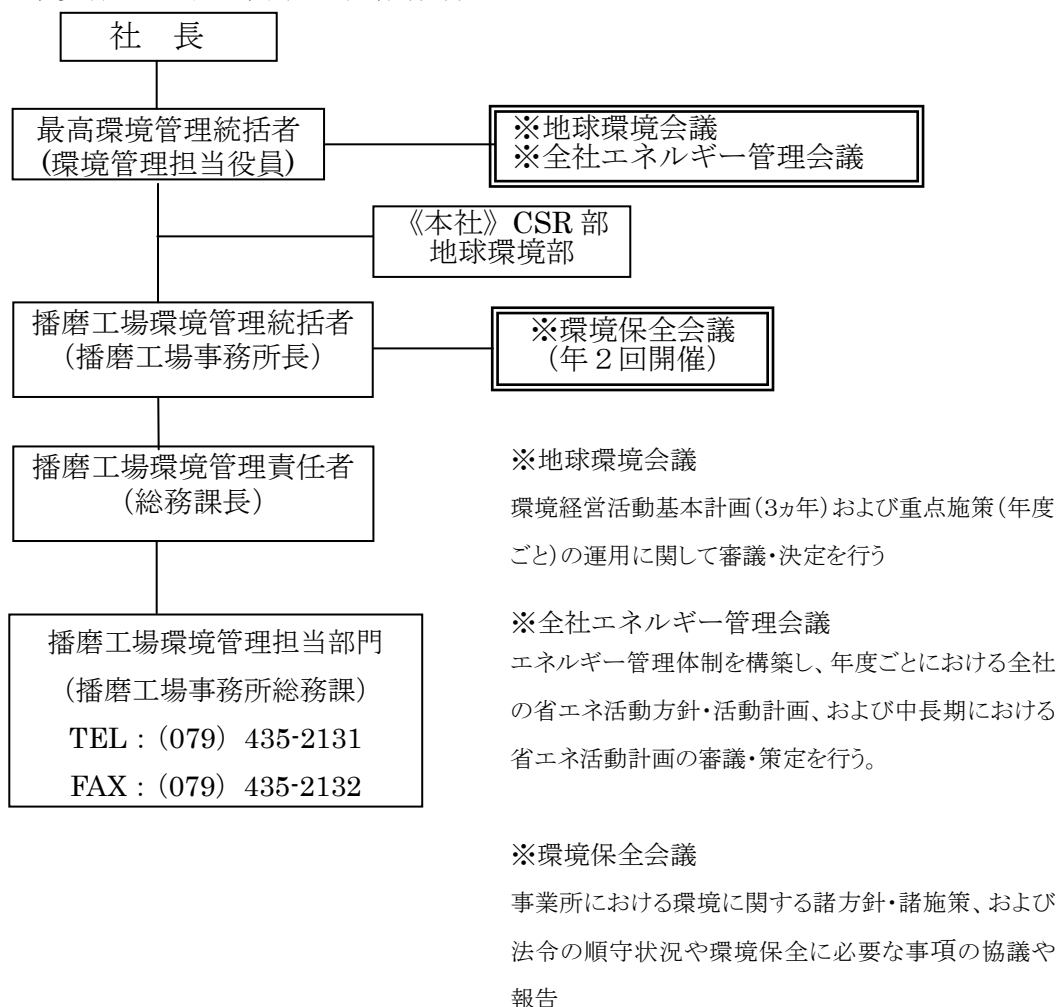 社　長
最高環境管理統括者
(環境管理担当役員)
※地球環境会議
※全社エネルギー管理会議
《本社》CSR 部
地球環境部
播磨工場環境管理統括者
（播磨工場事務所長）
※環境保全会議
（年２回開催）
播磨工場環境管理責任者
（総務課長）
播磨工場環境管理担当部門
（播磨工場事務所総務課）
TEL：（079）435-2131
FAX：（079）435-2132
※地球環境会議
環境経営活動基本計画（3ヵ年）および重点施策（年度
ごと）の運用に関して審議・決定を行う
※全社エネルギー管理会議
エネルギー管理体制を構築し、年度ごとにおける全社
の省エネ活動方針・活動計画、および中長期における
省エネ活動計画の審議・策定を行う。
※環境保全会議
事業所における環境に関する諸方針・諸施策、および
法令の順守状況や環境保全に必要な事項の協議や
報告